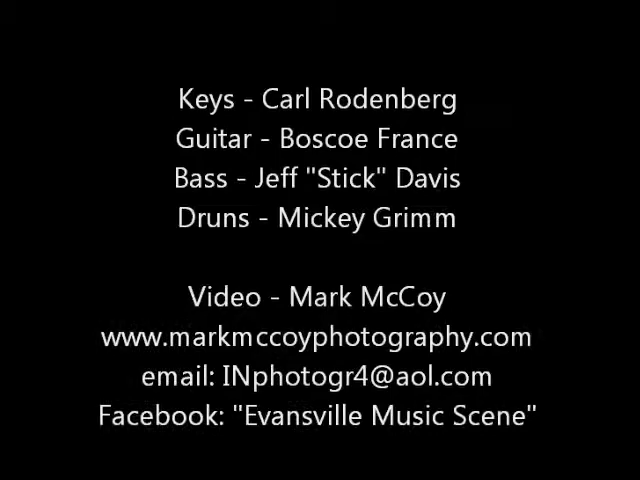 Keys - Carl Rodenberg
Guitar - Boscoe France
Bass - Jeff "Stick" Davis
Druns - Mickey Grimm
Video - Mark McCoy
www.markmccoyphotography.com
email: INphotogr4@aol.com
Facebook: "Evansville Music Scene"